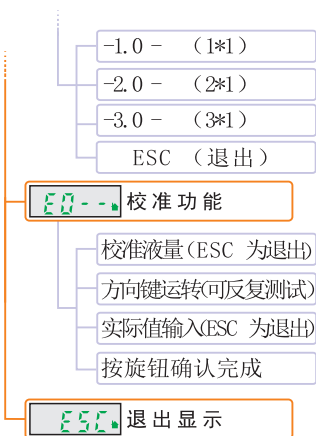 -1.0 - （1*1）
-2.0 - （2*1）
-3.0 - （3*1）
ESC （退出）
E0-- 校准功能
校准液量(ESC 为退出)
方向键运转(可反复测试)
实际值输入(ESC 为退出)
按旋钮确认完成
ESC 退出显示